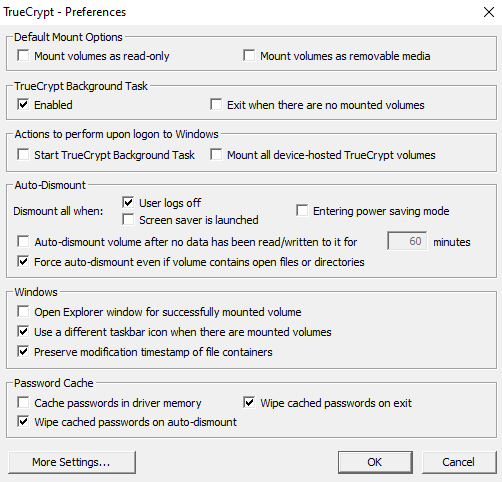 TrueCrypt - Preferences
Default Mount Options
Mount volumes as read-only Mount volumes as removable media
TrueCrypt Background Task
Enabled Exit when there are no mounted volumes
Actions to perform upon logon to Windows
Start TrueCrypt Background Task Mount all device-hosted TrueCrypt volumes
Auto-Dismount
Dismount all when: User logs off Entering power saving mode
Screen saver is launched
Auto-dismount volume after no data has been read/written to it for 60 minutes
Force auto-dismount even if volume contains open files or directories
Windows
Open Explorer window for successfully mounted volume
Use a different taskbar icon when there are mounted volumes
Preserve modification timestamp of file containers
Password Cache
Cache passwords in driver memory Wipe cached passwords on exit
Wipe cached passwords on auto-dismount
More Settings... OK Cancel